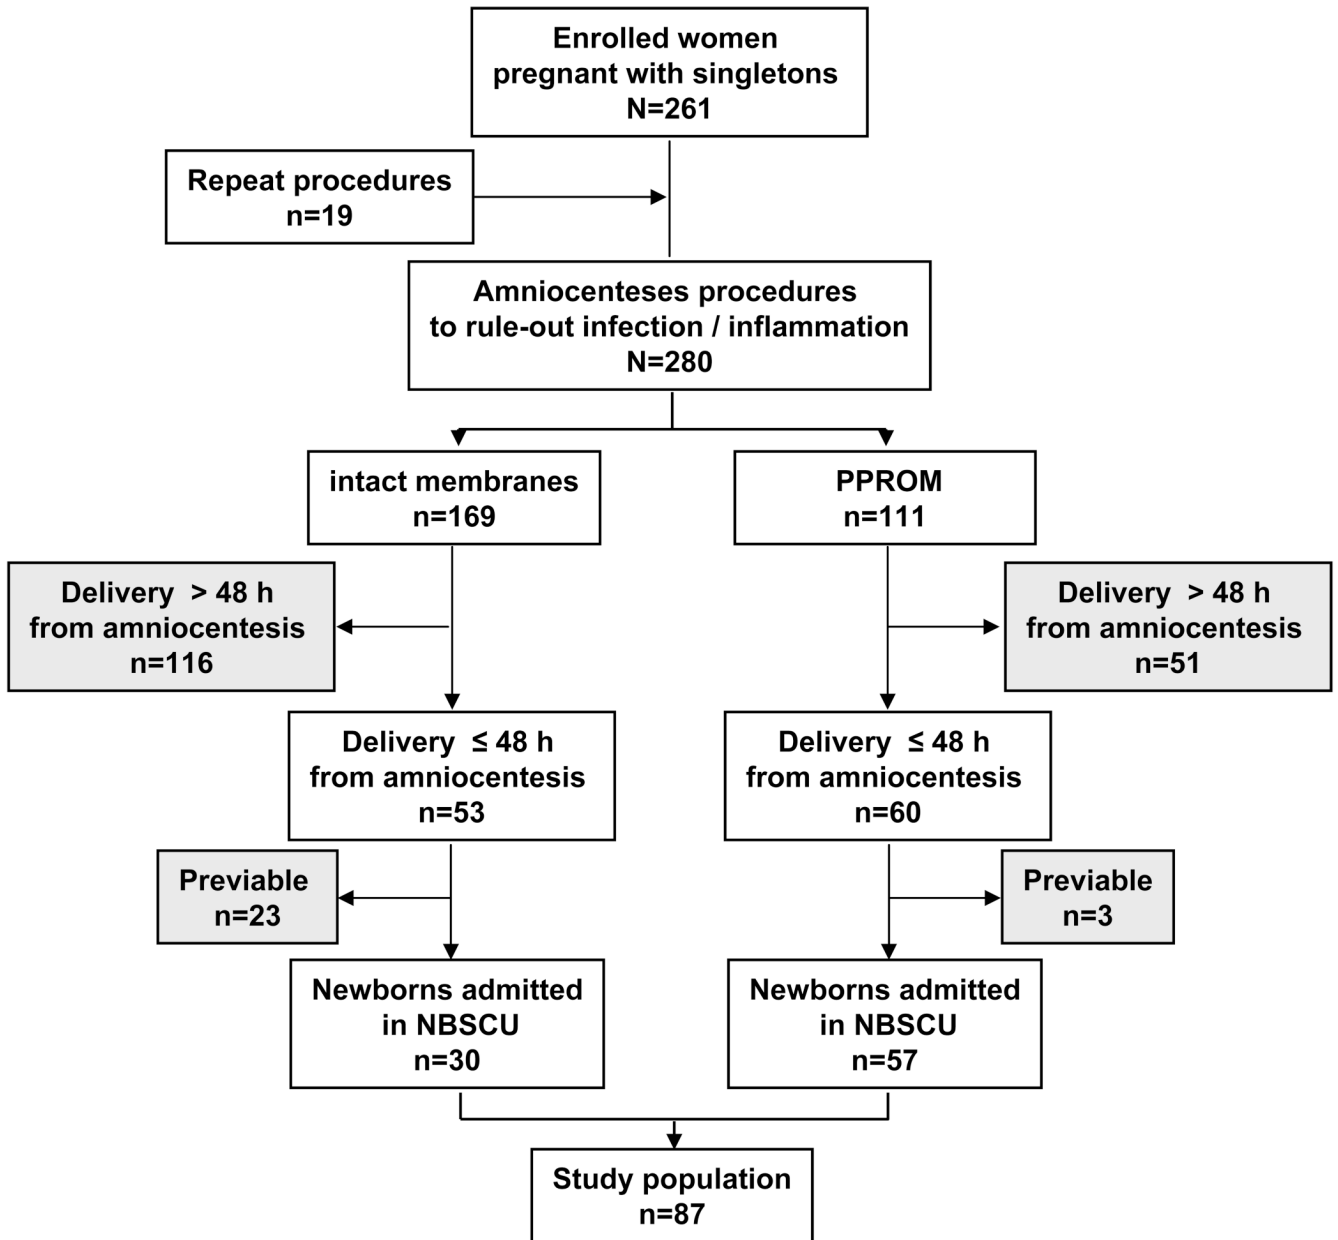 Enrolled women
pregnant with singletons
N=261
Repeat procedures
n=19
Amniocenteses procedures
to rule-out infection / inflammation
N=280
intact membranes
n=169
PPROM
n=111
Delivery > 48 h
from amniocentesis
n=116
Delivery > 48 h
from amniocentesis
n=51
Delivery ≤ 48 h
from amniocentesis
n=53
Delivery ≤ 48 h
from amniocentesis
n=60
Previable
n=23
Previable
n=3
Newborns admitted
in NBSCU
n=30
Newborns admitted
in NBSCU
n=57
Study population
n=87